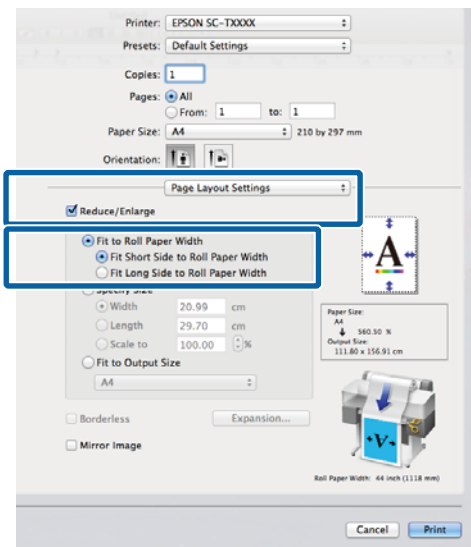 Printer: EPSON SC-TXXXX
Presets: Default Settings
Copies: 1
Pages: All
From: 1 to: 1
Paper Size: A4 210 by 297 mm
Orientation:
Page Layout Settings
Reduce/Enlarge
Fit to Roll Paper Width
Fit Short Side to Roll Paper Width
Fit Long Side to Roll Paper Width
Specify Size
Width 20.99 cm
Length 29.70 cm
Scale to 100.00 %
Fit to Output Size
A4
Borderless Expansion...
Mirror Image
A
Paper Size:
A4
560.50 %
Output Size:
111.80 x 156.91 cm
A
Roll Paper Width: 44 inch (1118 mm)
Cancel Print